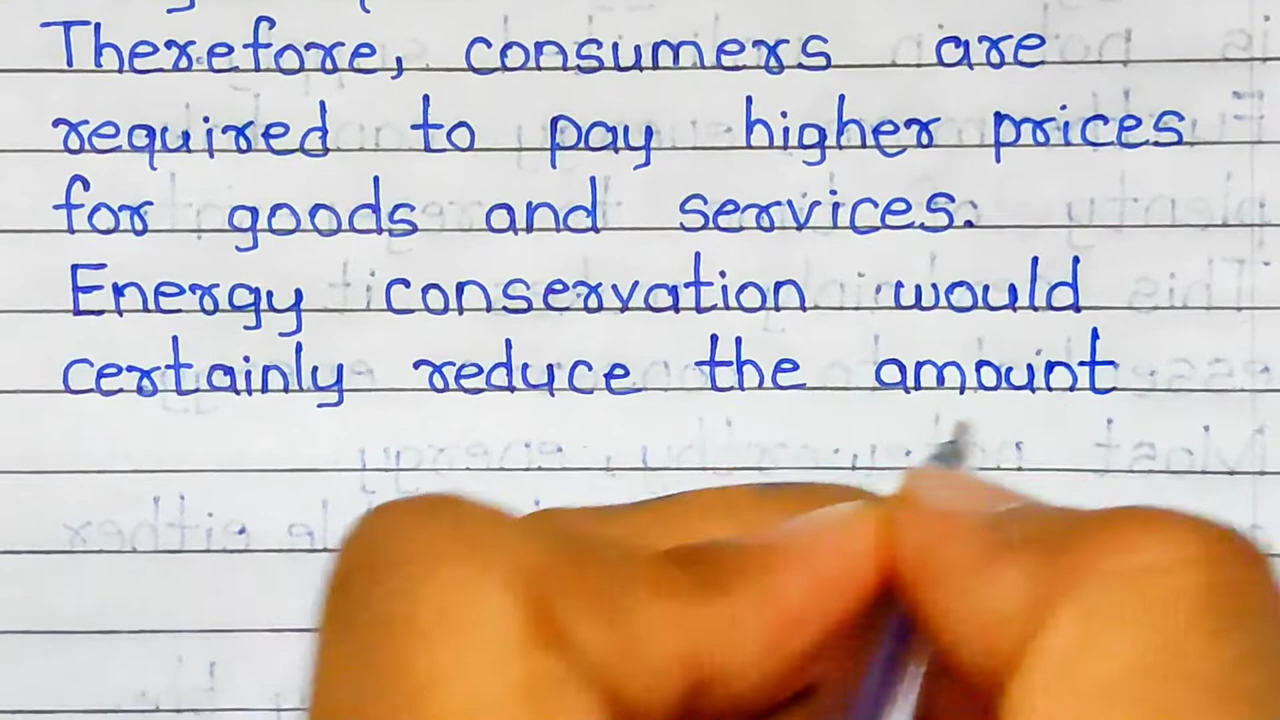 Therefore, consumers are
required to pay higher prices
for goods and services.
Energy conservation would
certainly reduce the amount